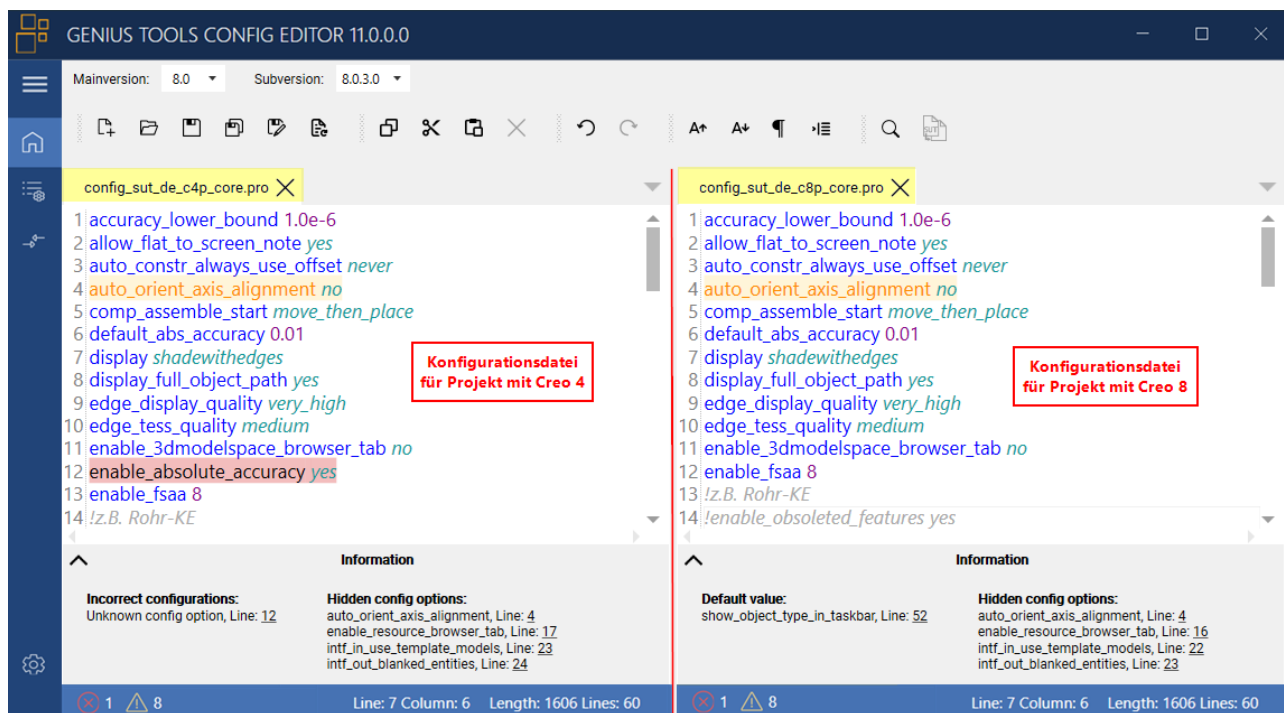 GENIUS TOOLS CONFIG EDITOR 11.0.0.0
Mainversion: 8.0 Subversion: 8.0.3.0
config_sut_de_c4p_core.pro
1 accuracy_lower_bound 1.0e-6
2 allow_flat_to_screen_note yes
3 auto_constr_always_use_offset never
4 auto_orient_axis_alignment no
5 comp_assemble_start move_then_place
6 default_abs_accuracy 0.01
7 display shadewithedges
8 display_full_object_path yes
9 edge_display_quality very_high
10 edge_tess_quality medium
11 enable_3dmodelspace_browser_tab no
12 enable_absolute_accuracy yes
13 enable_fsaa 8
14 !z.B. Rohr-KE
Konfigurationsdatei
für Projekt mit Creo 4
Information
Incorrect configurations:
Unknown config option, Line: 12
Hidden config options:
auto_orient_axis_alignment, Line: 4
enable_resource_browser_tab, Line: 17
intf_in_use_template_models, Line: 23
intf_out_blanked_entities, Line: 24
1 8 Line: 7 Column: 6 Length: 1606 Lines: 60
config_sut_de_c8p_core.pro
1 accuracy_lower_bound 1.0e-6
2 allow_flat_to_screen_note yes
3 auto_constr_always_use_offset never
4 auto_orient_axis_alignment no
5 comp_assemble_start move_then_place
6 default_abs_accuracy 0.01
7 display shadewithedges
8 display_full_object_path yes
9 edge_display_quality very_high
10 edge_tess_quality medium
11 enable_3dmodelspace_browser_tab no
12 enable_fsaa 8
13 !z.B. Rohr-KE
14 !enable_obsoleted_features yes
Konfigurationsdatei
für Projekt mit Creo 8
Information
Default value:
show_object_type_in_taskbar, Line: 52
Hidden config options:
auto_orient_axis_alignment, Line: 4
enable_resource_browser_tab, Line: 16
intf_in_use_template_models, Line: 22
intf_out_blanked_entities, Line: 23
1 8 Line: 7 Column: 6 Length: 1606 Lines: 60